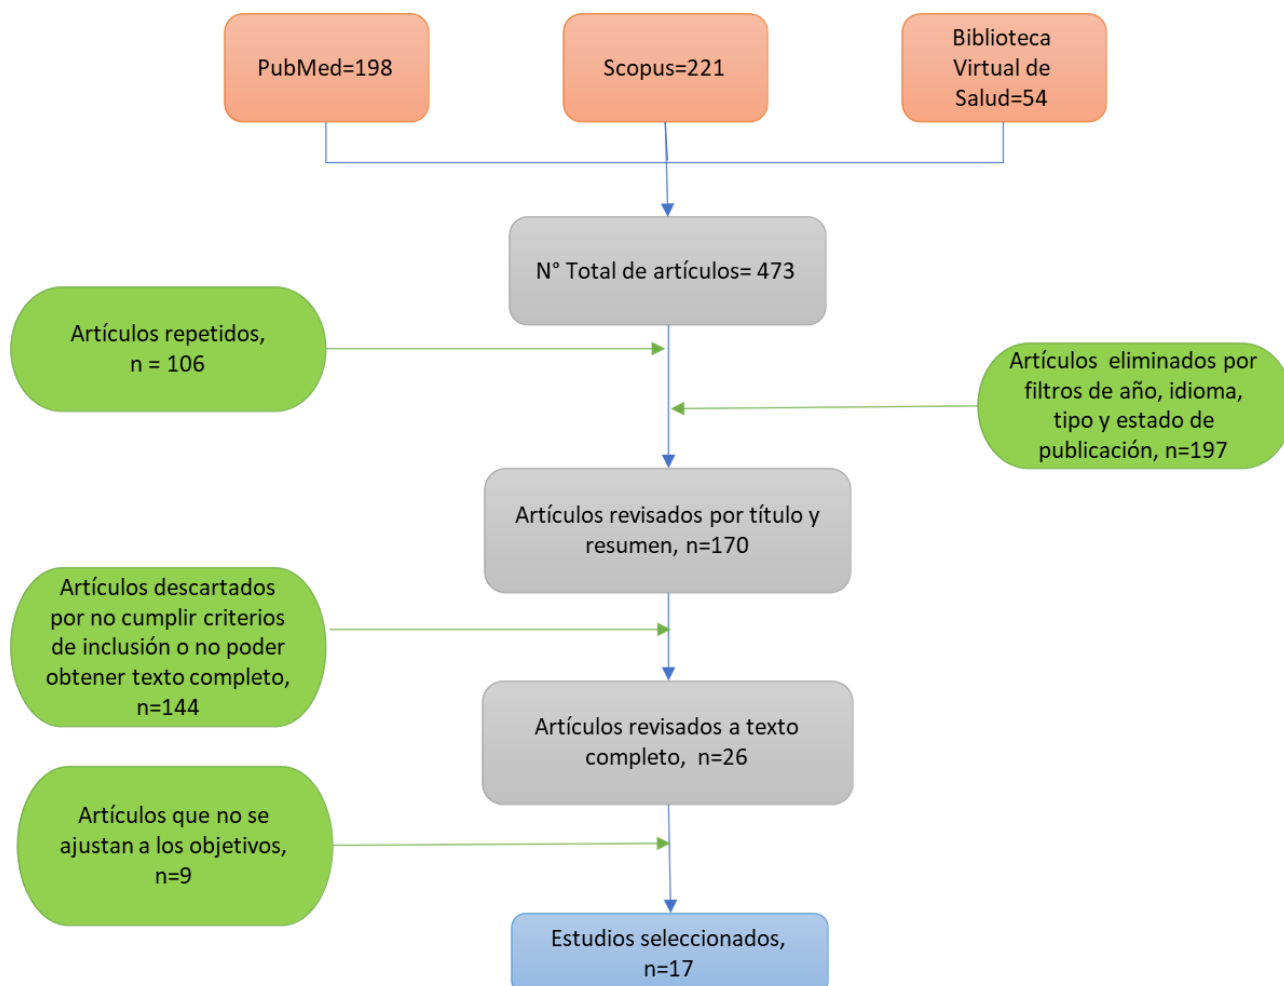 PubMed=198
Scopus=221
Biblioteca
Virtual de
Salud=54
N° Total de artículos= 473
Artículos repetidos,
n = 106
Artículos eliminados por
filtros de año, idioma,
tipo y estado de
publicación, n=197
Artículos revisados por título y
resumen, n=170
Artículos descartados
por no cumplir criterios
de inclusión o no poder
obtener texto completo,
n=144
Artículos revisados a texto
completo, n=26
Artículos que no se
ajustan a los objetivos,
n=9
Estudios seleccionados,
n=17